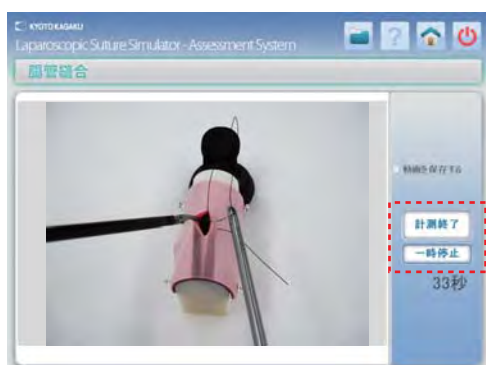 KYOTO KAGAKU
Laparoscopic Suture Simulator - Assessment System
腸管縫合
動画を保存する
計測終了
一時停止
33秒